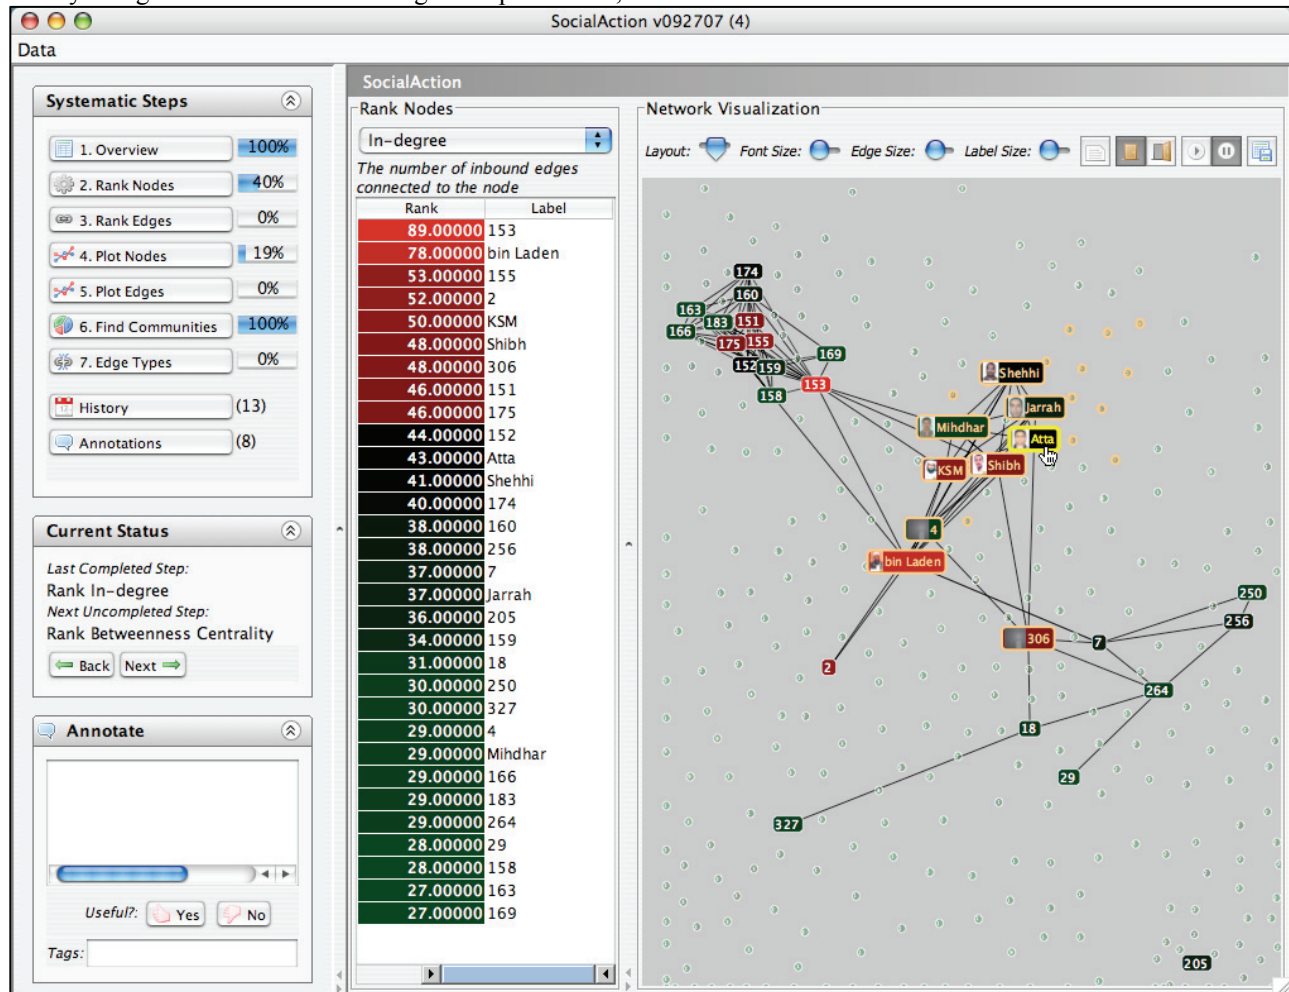 SocialAction v092707 (4)
Data
Systematic Steps
1. Overview 100%
2. Rank Nodes 40%
3. Rank Edges 0%
4. Plot Nodes 19%
5. Plot Edges 0%
6. Find Communities 100%
7. Edge Types 0%
History (13)
Annotations (8)
Current Status
Last Completed Step:
Rank In-degree
Next Uncompleted Step:
Rank Betweenness Centrality
Back Next
Annotate
Useful?: Yes No
Tags:
SocialAction
Rank Nodes
In-degree
The number of inbound edges
connected to the node
Rank Label
89.00000 153
78.00000 bin Laden
53.00000 155
52.00000 2
50.00000 KSM
48.00000 Shibh
48.00000 306
46.00000 151
46.00000 175
44.00000 152
43.00000 Atta
41.00000 Shehhi
40.00000 174
38.00000 160
38.00000 256
37.00000 7
37.00000 Jarrah
36.00000 205
34.00000 159
31.00000 18
30.00000 250
30.00000 327
29.00000 4
29.00000 Mihdhar
29.00000 166
29.00000 183
29.00000 264
28.00000 29
28.00000 158
27.00000 163
27.00000 169
Network Visualization
Layout: Font Size: Edge Size: Label Size:
174
160
163
183 151
166
175 155
169
152 159
153
158
Shehhi
Jarrah
Mihdhar
Atta
KSM Shibh
4
bin Laden
250
256
306 7
2
264
18
29
327
205